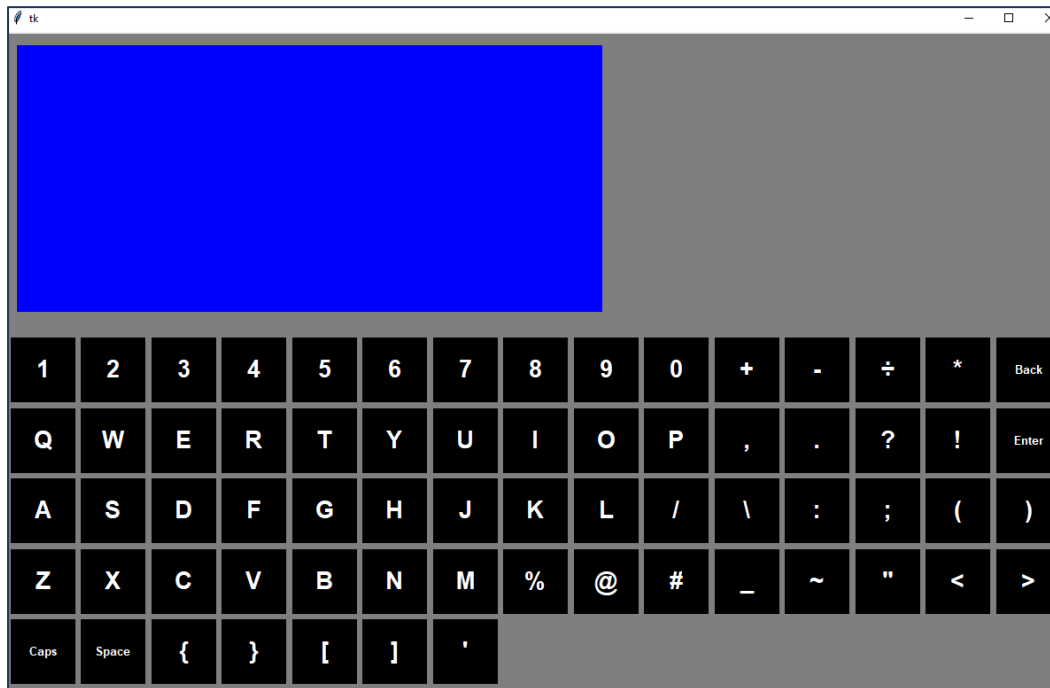 tk
1 2 3 4 5 6 7 8 9 0 + - ÷ * Back
Q W E R T Y U I O P , . ? ! Enter
A S D F G H J K L / \ : ; ( )
Z X C V B N M % @ # _ ~ " < >
Caps Space { } [ ] '